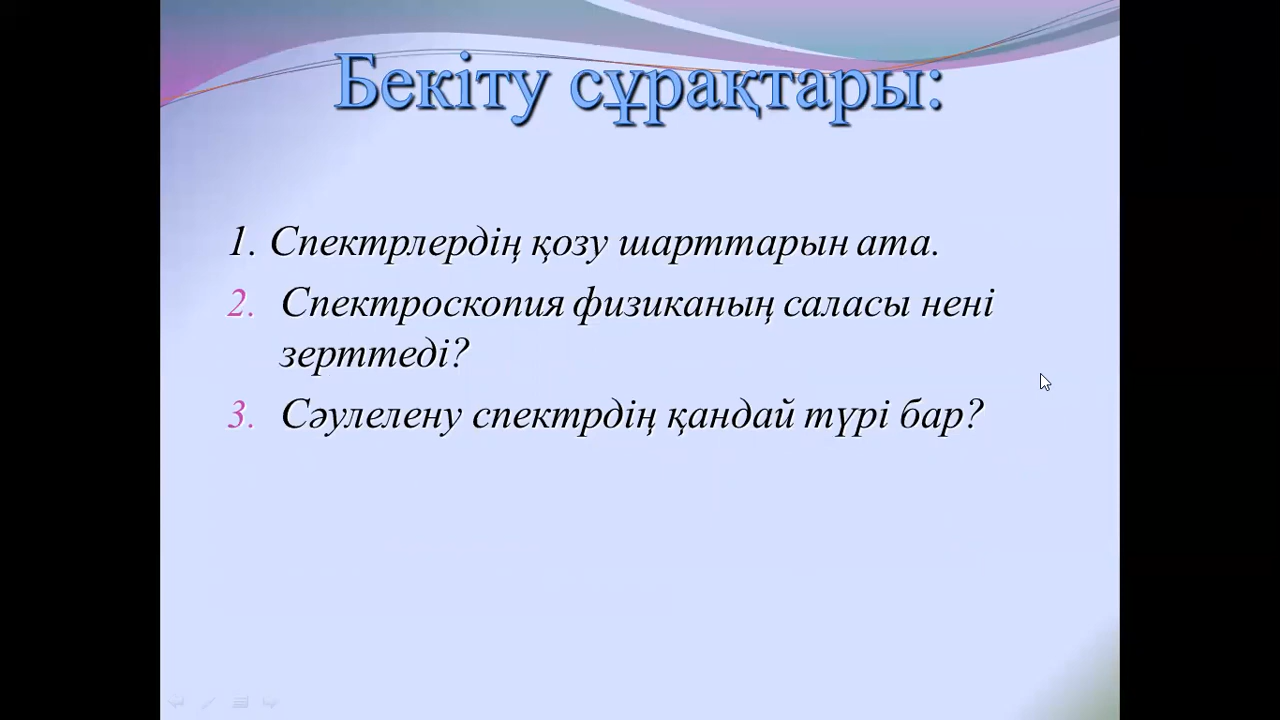 Бекіту сұрақтары:
1. Спектрлердің қозу шарттарын ата.
2. Спектроскопия физиканың саласы нені
зерттеді?
3. Сәулелену спектрдің қандай түрі бар?